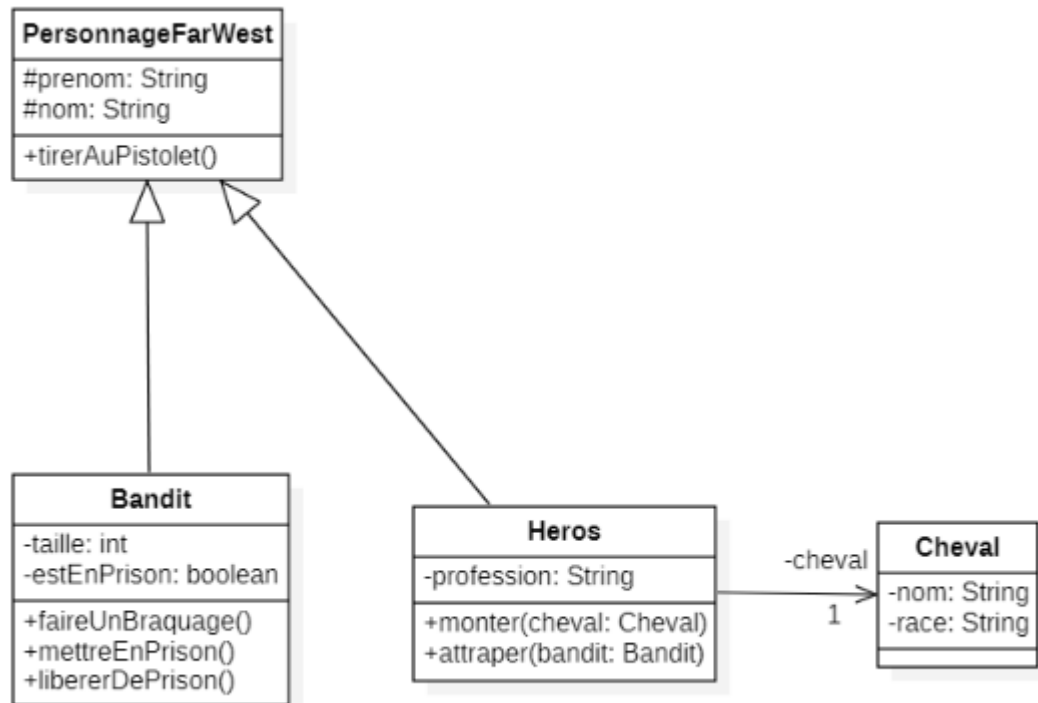 PersonnageFarWest
#prenom: String
#nom: String
+tirerAuPistolet()
Bandit
-taille: int
-estEnPrison: boolean
+faireUnBraquage()
+mettreEnPrison()
+libererDePrison()
Heros
-profession: String
+monter(cheval: Cheval)
+attraper(bandit: Bandit)
-cheval
1
Cheval
-nom: String
-race: String